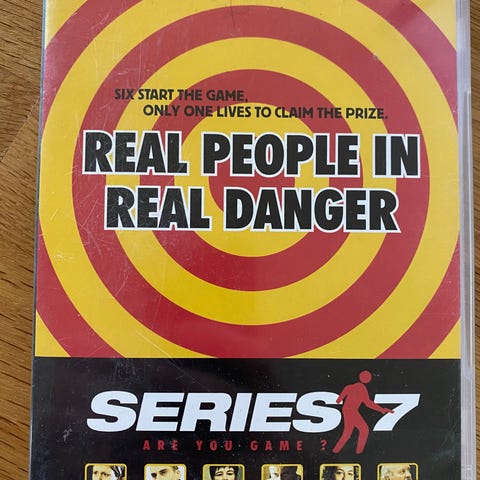 SIX START THE GAME,
ONLY ONE LIVES TO CLAIM THE PRIZE.
REAL PEOPLE IN
REAL DANGER
SERIES 7
ARE YOU GAME?